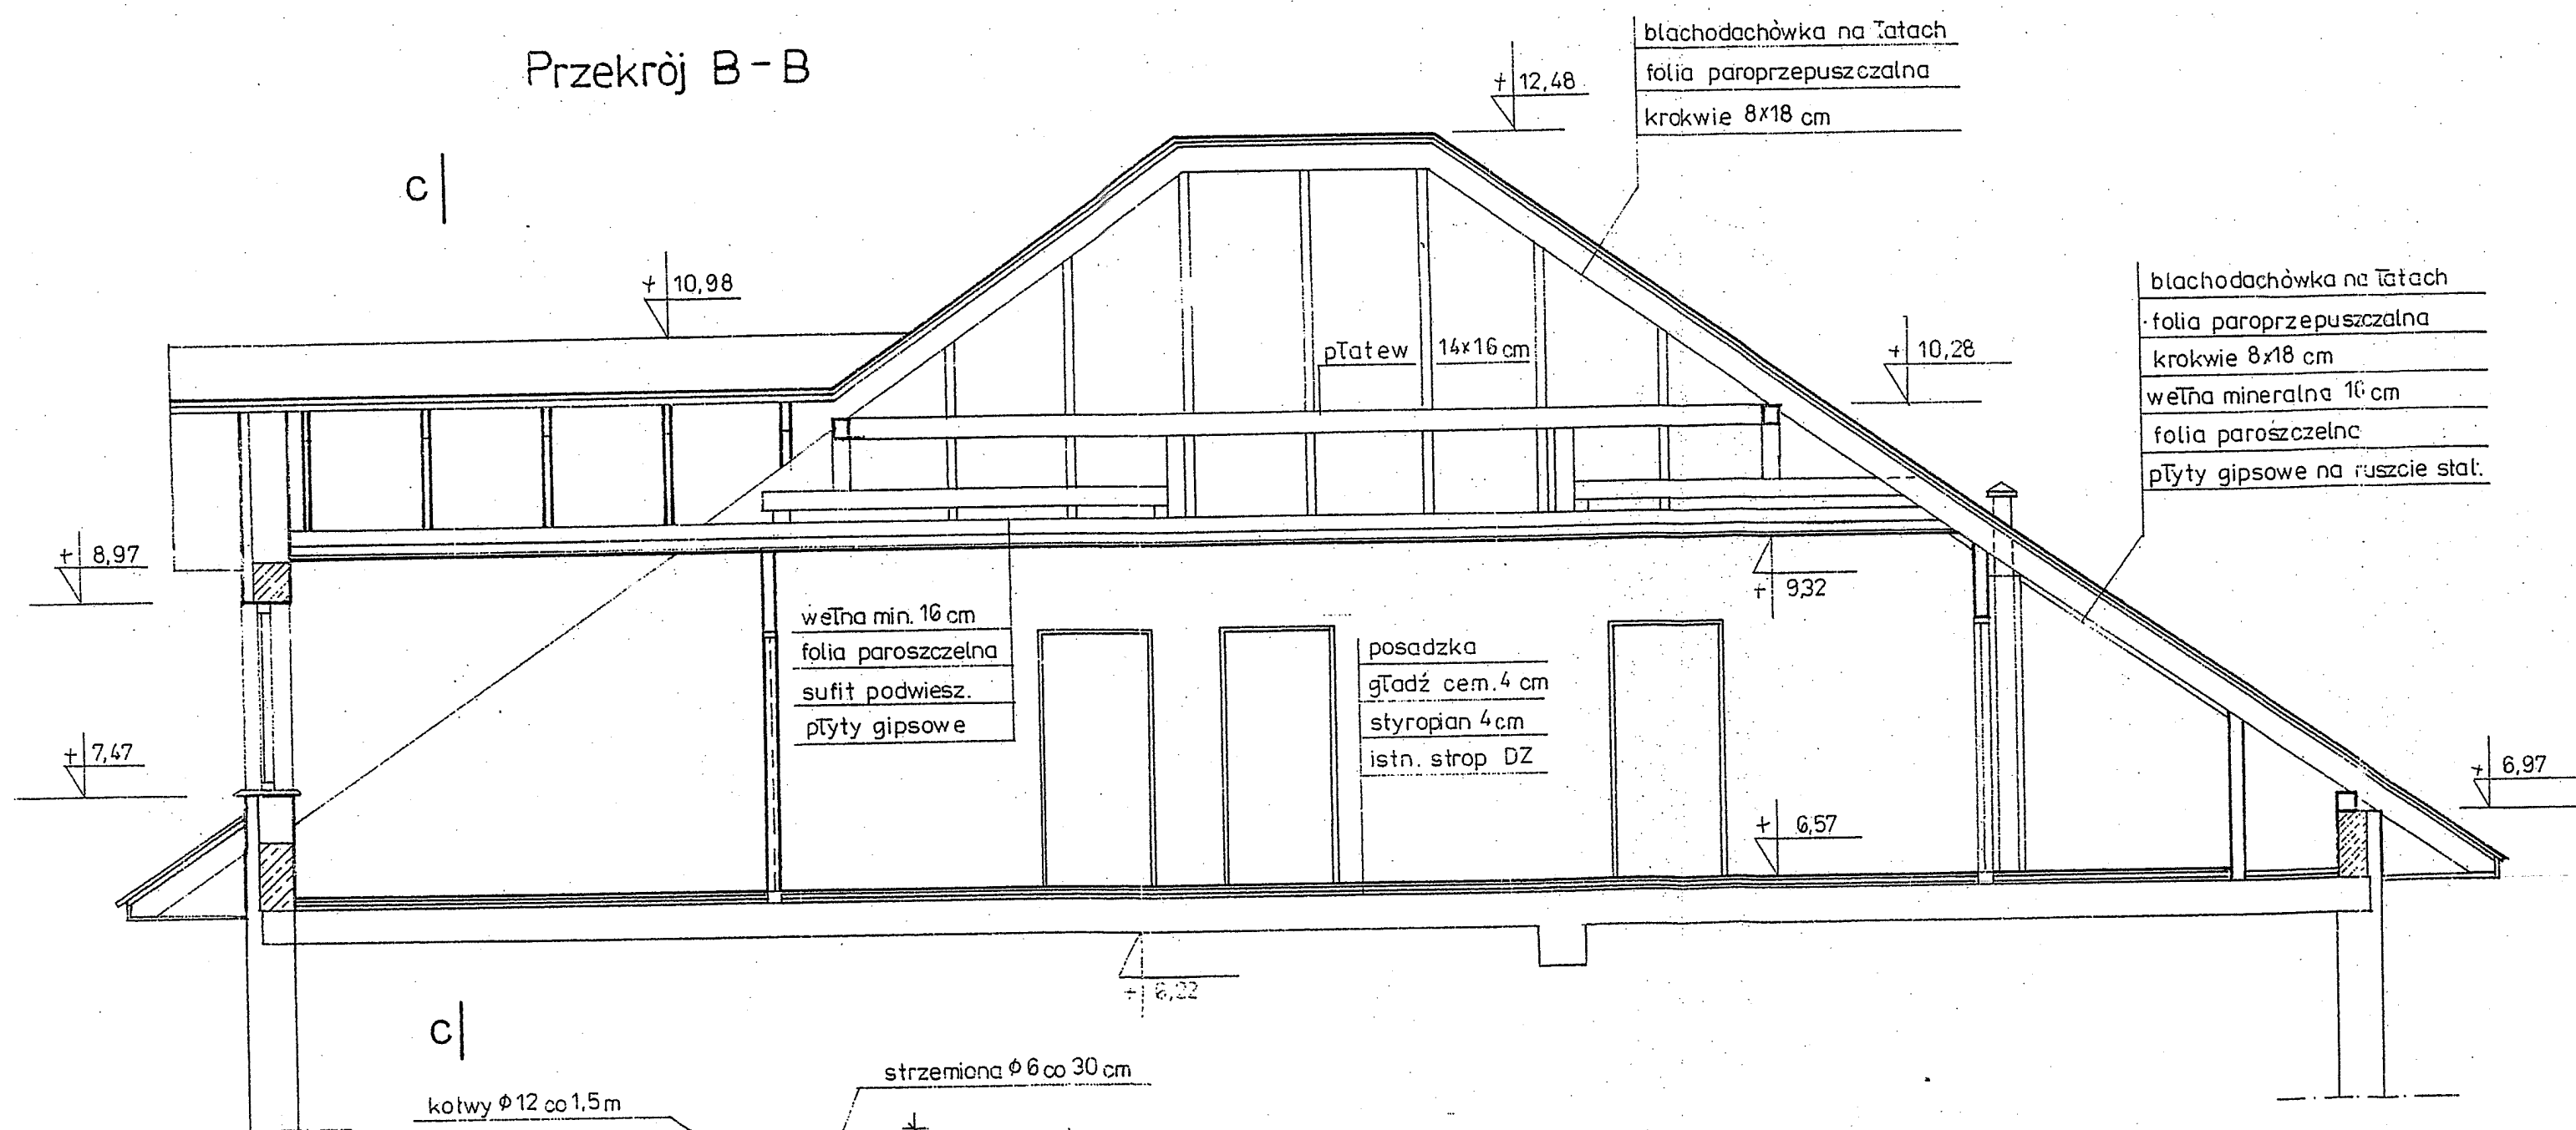 Przekrój B - B
C
+ 12,48
blachodachówka na łatach
folia paroprzepuszczalna
krokwie 8x18 cm
+ 10,98
płatew 14x16 cm
+ 10,28
blachodachówka na łatach
folia paroprzepuszczalna
krokwie 8x18 cm
wełna mineralna 16 cm
folia paroszczelna
płyty gipsowe na ruszcie stal.
+ 8,97
+ 9,32
wełna min. 16 cm
folia paroszczelna
sufit podwiesz.
płyty gipsowe
posadzka
gładź cem. 4 cm
styropian 4 cm
istn. strop DZ
+ 7,47
+ 6,97
+ 6,57
+ 6,22
C
strzemiona ϕ 6 co 30 cm
kotwy ϕ 12 co 1,5 m